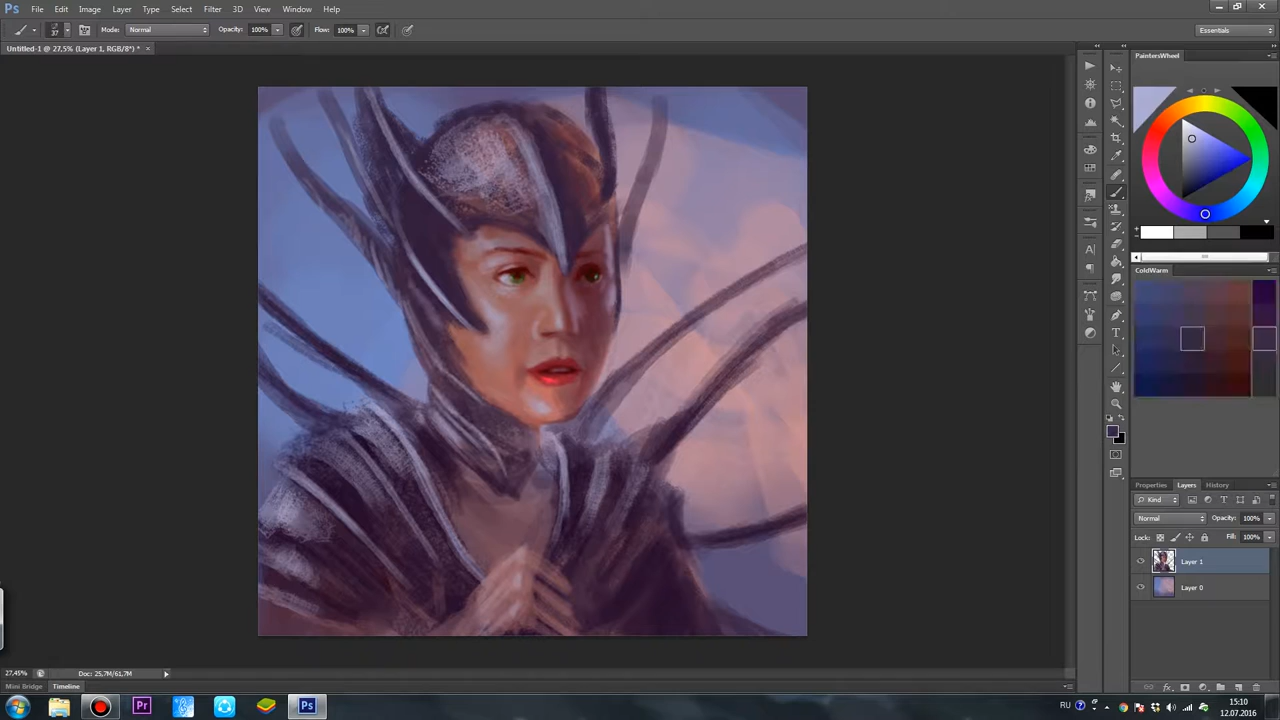 Ps File Edit Image Layer Type Select Filter 3D View Window Help
37 Mode: Normal Opacity: 100% Flow: 100% Essentials
Untitled-1 @ 27,5% (Layer 1, RGB/8*) * ×
PaintersWheel
ColdWarm
Properties Layers History
Kind
Normal Opacity: 100%
Lock: Fill: 100%
Layer 1
Layer 0
27,45% Doc: 25,7M/61,7M
Mini Bridge Timeline
Pr Ps RU 15:10
12.07.2016